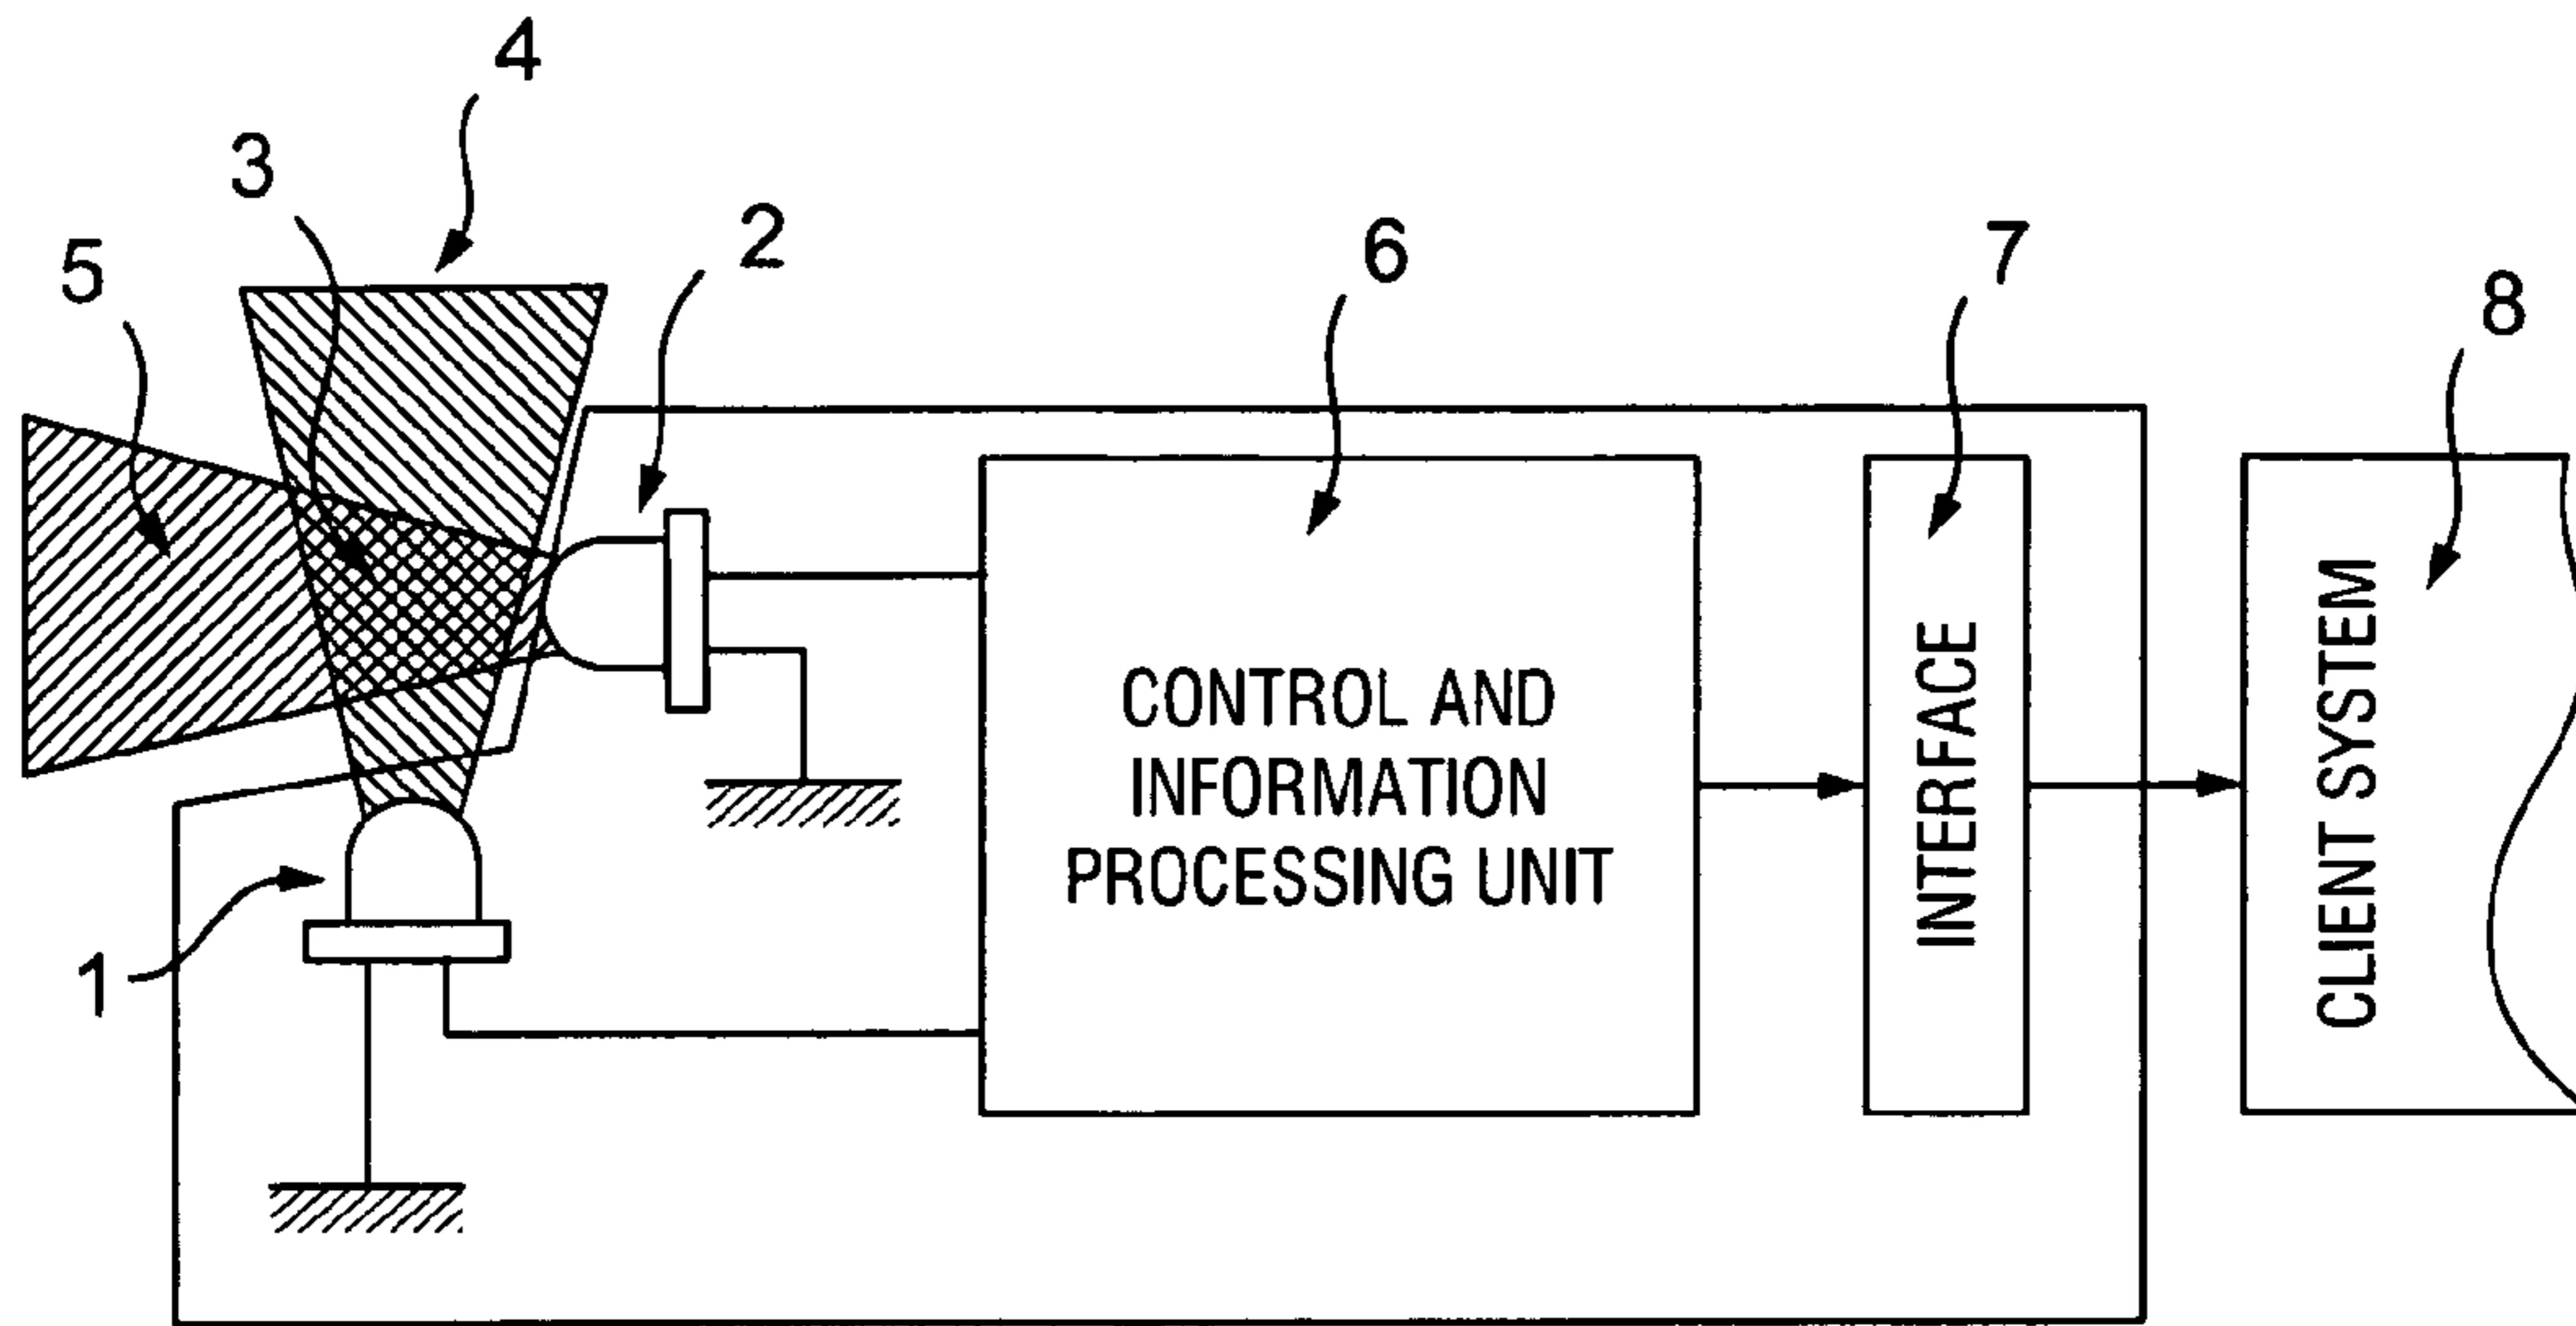 4
3
2
5
6
7
8
CONTROL AND
INFORMATION
PROCESSING UNIT
INTERFACE
CLIENT SYSTEM
1